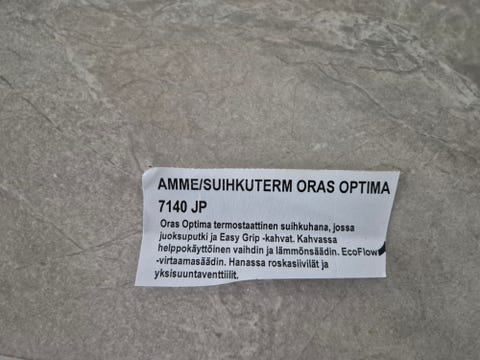 AMME/SUIHKUTERM ORAS OPTIMA
7140 JP
Oras Optima termostaattinen suihkuhana, jossa
juoksuputki ja Easy Grip -kahvat. Kahvassa
helppokäyttöinen vaihdin ja lämmönsäädin. EcoFlow
-virtaamasäädin. Hanassa roskasiivilät ja
yksisuuntaventtiilit.